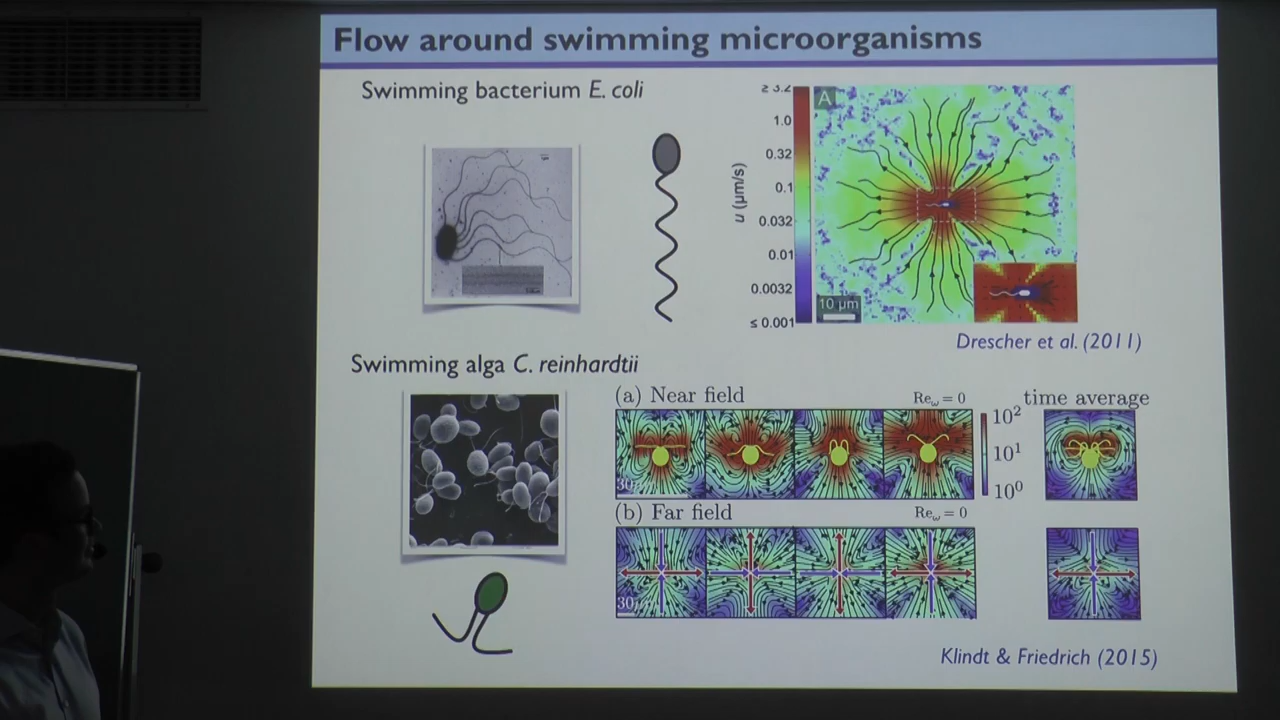 Flow around swimming microorganisms
Swimming bacterium E. coli
≥ 3.2
1.0
0.32
0.1
0.032
0.01
0.0032
≤ 0.001
u (μm/s)
A
10 μm
Drescher et al. (2011)
Swimming alga C. reinhardtii
(a) Near field
Reω = 0
time average
10²
10¹
10⁰
30
(b) Far field
Reω = 0
30
Klindt & Friedrich (2015)